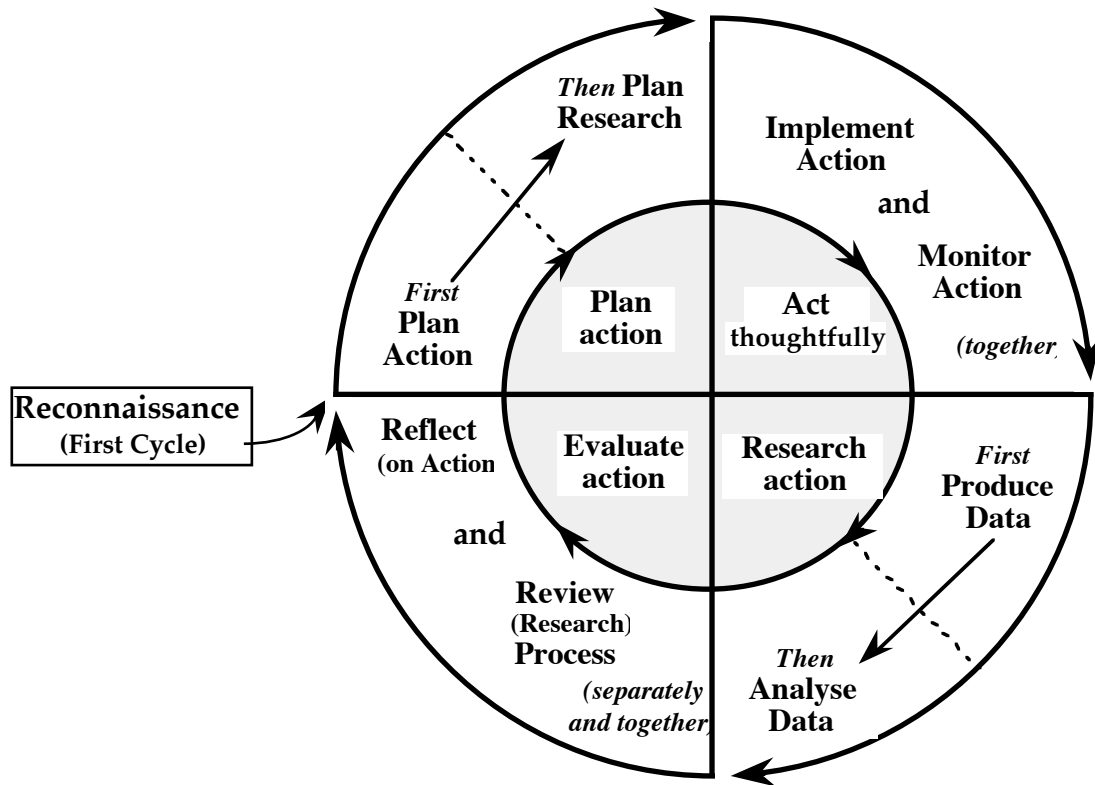 Then Plan
Research
First
Plan
Action
Implement
Action
and
Monitor
Action
(together)
Plan
action
Act
thoughtfully
Reconnaissance
(First Cycle)
Reflect
(on Action
and
Review
(Research)
Process
(separately
and together)
Evaluate
action
Research
action
First
Produce
Data
Then
Analyse
Data